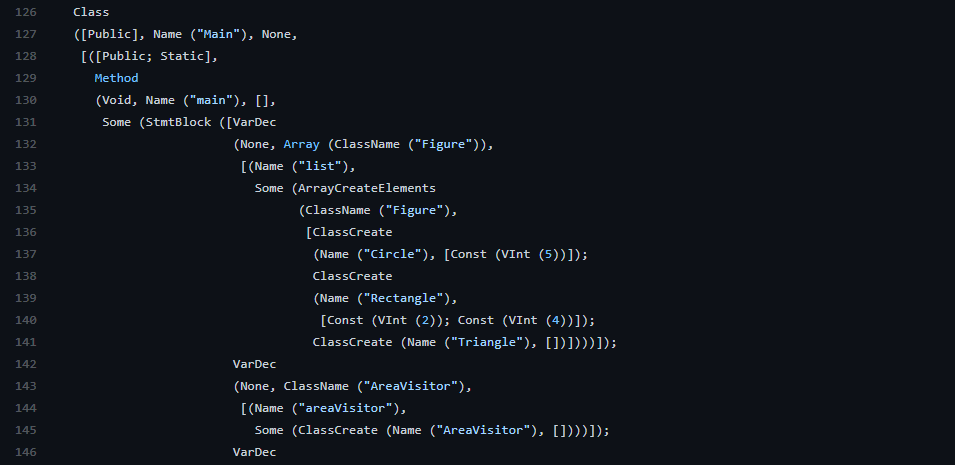 126 Class
127 ([Public], Name ("Main"), None,
128 [([Public; Static],
129 Method
130 (Void, Name ("main"), [],
131 Some (StmtBlock ([VarDec
132 (None, Array (ClassName ("Figure")),
133 [(Name ("list"),
134 Some (ArrayCreateElements
135 (ClassName ("Figure"),
136 [ClassCreate
137 (Name ("Circle"), [Const (VInt (5))]);
138 ClassCreate
139 (Name ("Rectangle"),
140 [Const (VInt (2)); Const (VInt (4))]);
141 ClassCreate (Name ("Triangle"), [])])))]);
142 VarDec
143 (None, ClassName ("AreaVisitor"),
144 [(Name ("areaVisitor"),
145 Some (ClassCreate (Name ("AreaVisitor"), [])))]);
146 VarDec